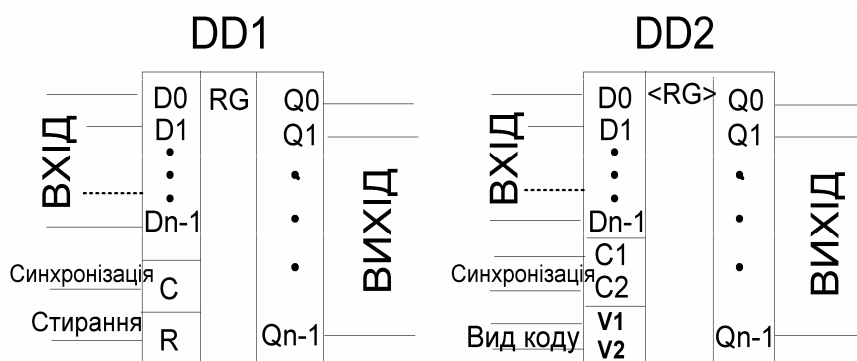 DD1
D0 RG Q0
D1 Q1
ВХІД
Dn-1
ВИХІД
Синхронізація C
Стирання R
Qn-1
DD2
D0 <RG> Q0
D1 Q1
ВХІД
Dn-1
ВИХІД
C1
Синхронізація C2
V1
Вид коду V2
Qn-1